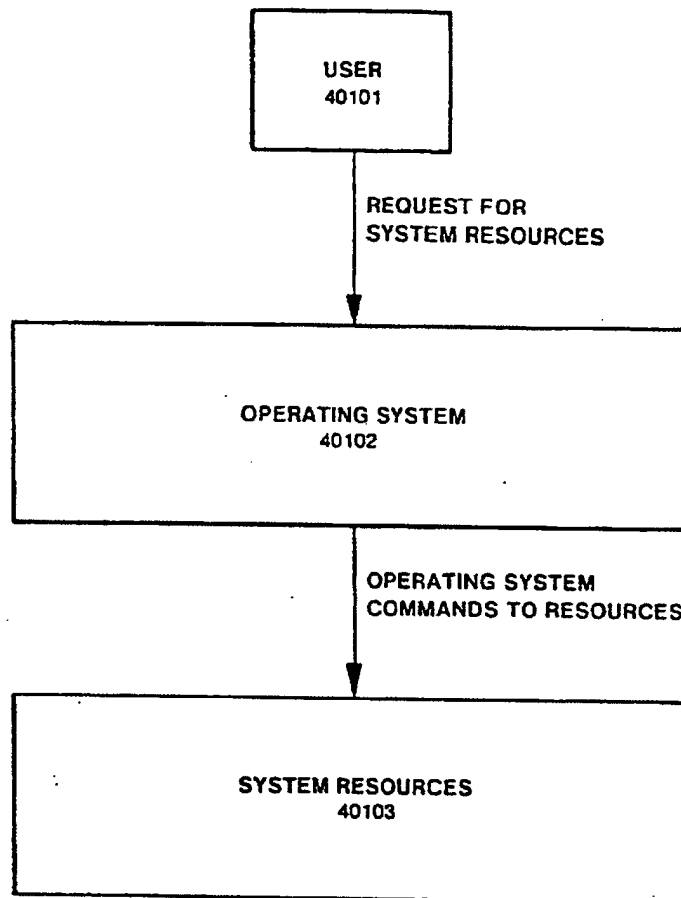 USER
40101
REQUEST FOR
SYSTEM RESOURCES
OPERATING SYSTEM
40102
OPERATING SYSTEM
COMMANDS TO RESOURCES
SYSTEM RESOURCES
40103